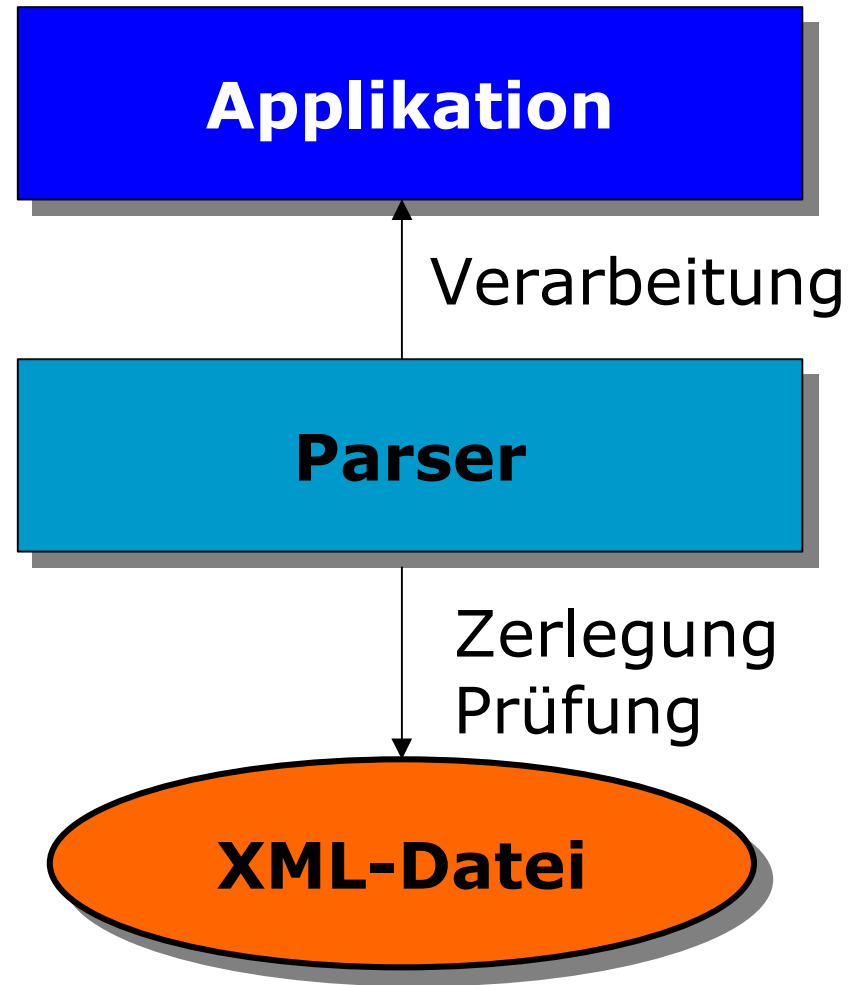 Applikation
Verarbeitung
Parser
Zerlegung
Prüfung
XML-Datei